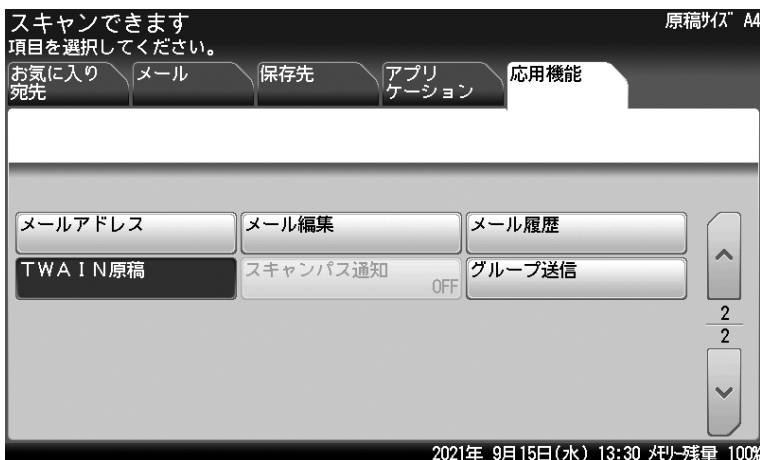 スキャンできます
原稿ｻｲｽﾞ A4
項目を選択してください。
お気に入り
宛先
メール
保存先
アプリ
ケーション
応用機能
メールアドレス
メール編集
メール履歴
ＴＷＡＩＮ原稿
スキャンパス通知
OFF
グループ送信
2
2
2021年 9月15日(水) 13:30 ﾒﾓﾘｰ残量 100%